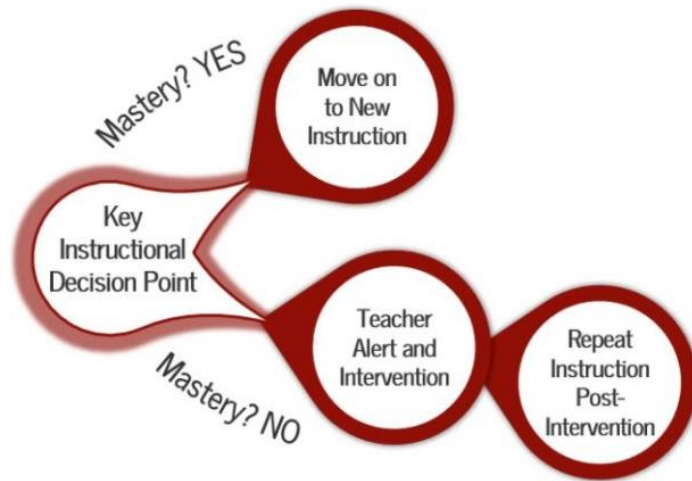 Mastery? YES
Move on
to New
Instruction
Key
Instructional
Decision Point
Mastery? NO
Teacher
Alert and
Intervention
Repeat
Instruction
Post-
Intervention